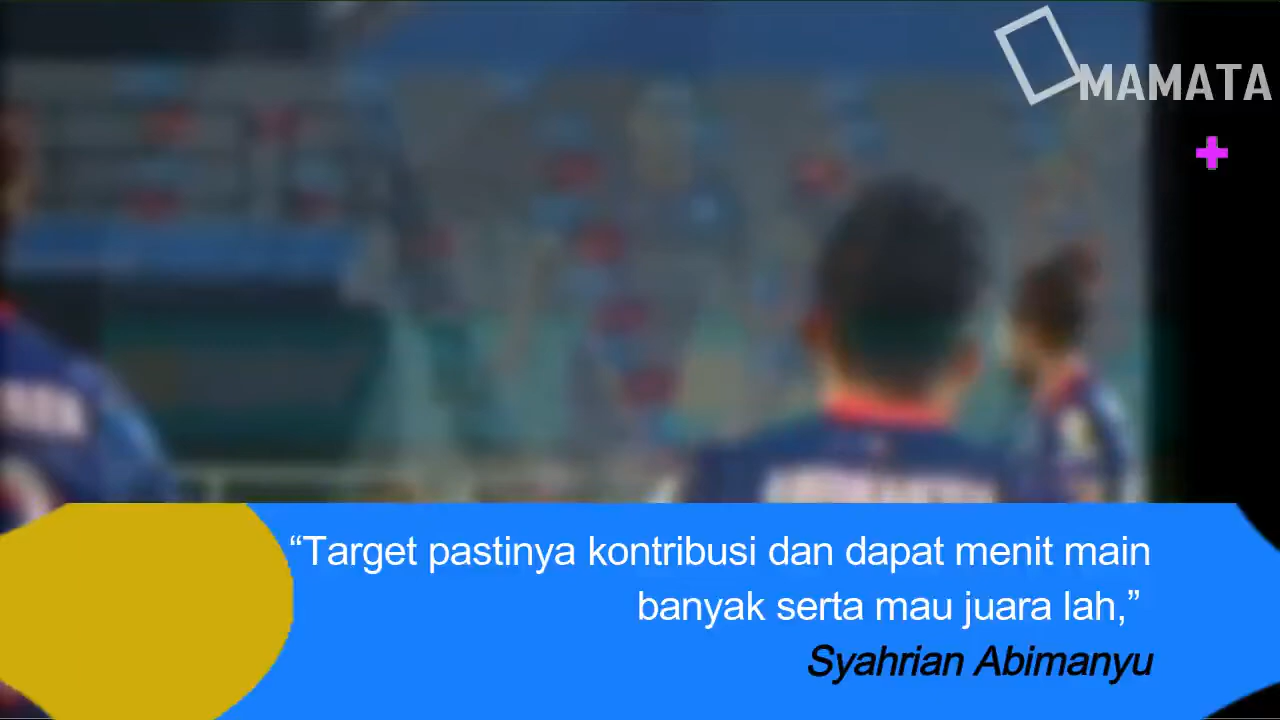 MAMATA
“Target pastinya kontribusi dan dapat menit main
banyak serta mau juara lah,”
Syahrian Abimanyu